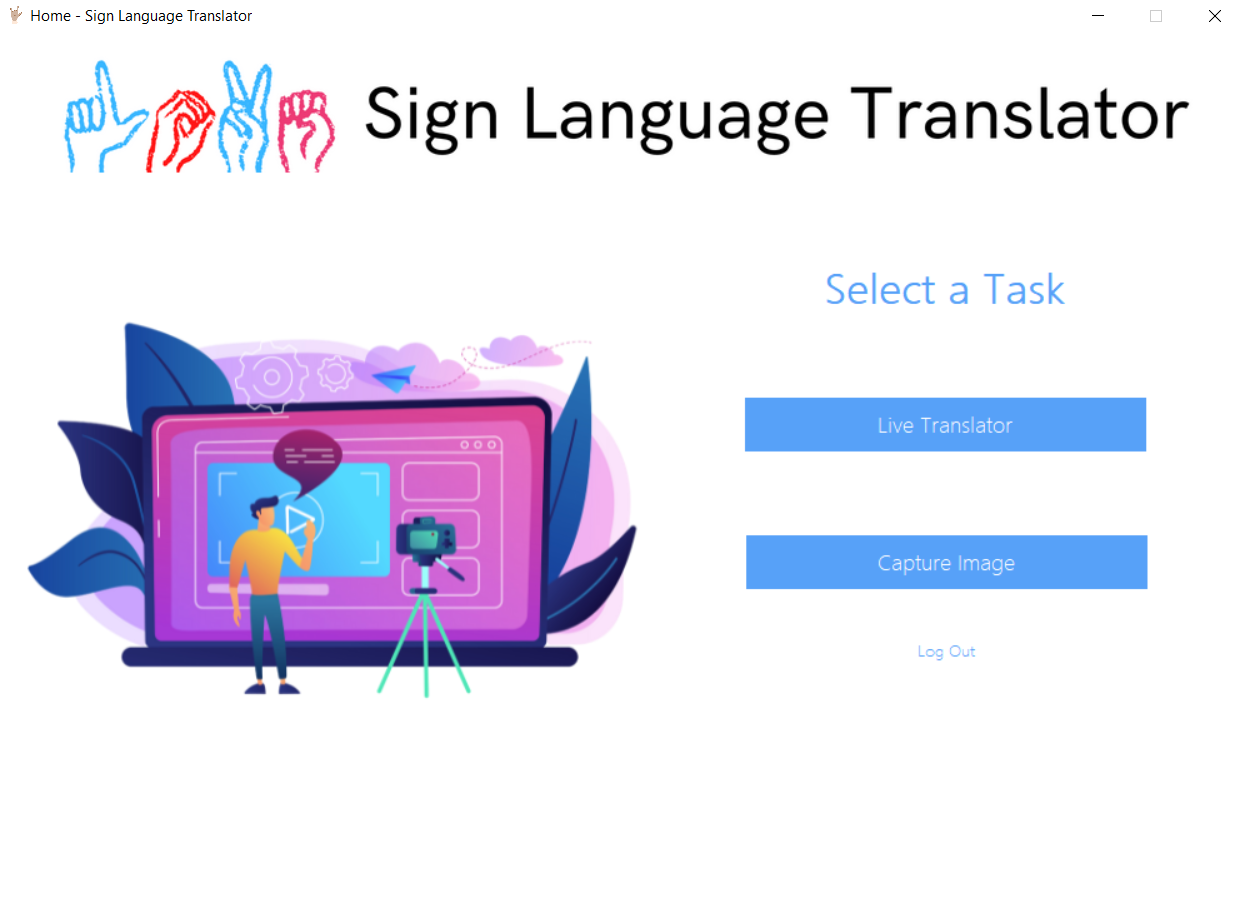 Home - Sign Language Translator
Sign Language Translator
Select a Task
Live Translator
Capture Image
Log Out